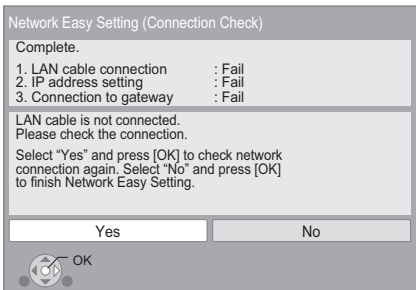 Network Easy Setting (Connection Check)
Complete.
1. LAN cable connection : Fail
2. IP address setting : Fail
3. Connection to gateway : Fail
LAN cable is not connected.
Please check the connection.
Select “Yes” and press [OK] to check network
connection again. Select “No” and press [OK]
to finish Network Easy Setting.
Yes No
OK